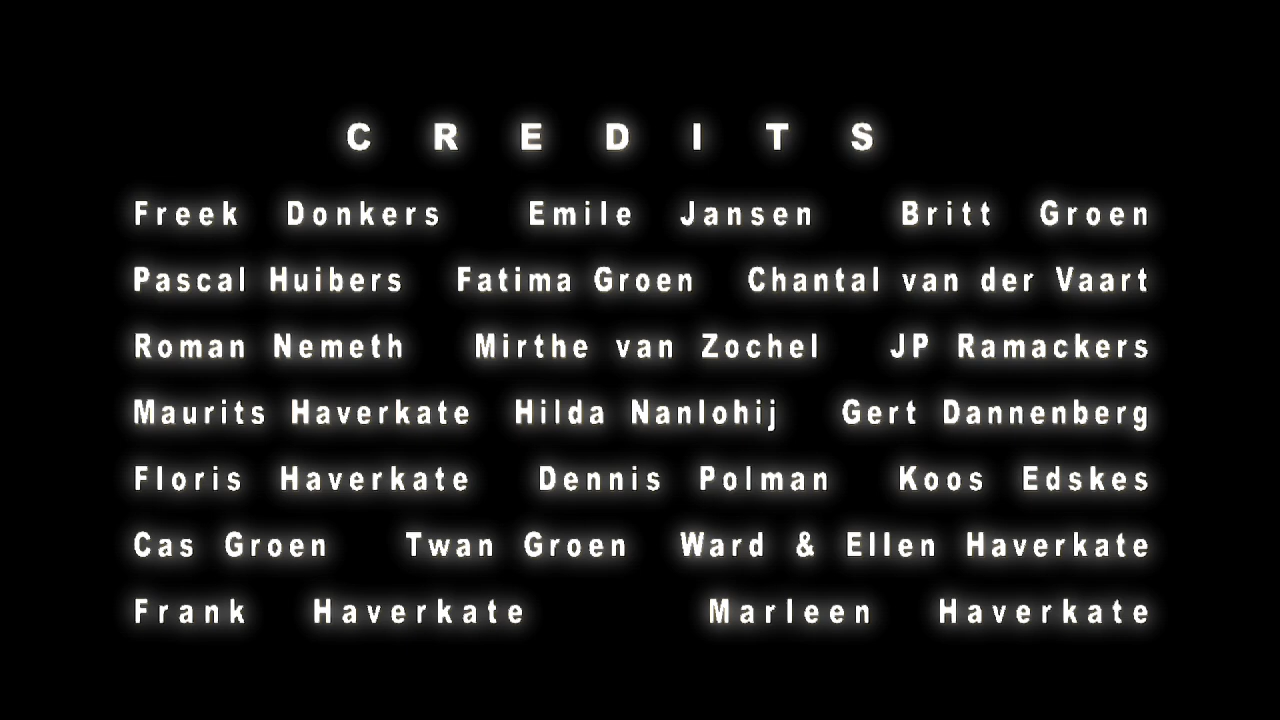 CREDITS
Freek Donkers Emile Jansen Britt Groen
Pascal Huibers Fatima Groen Chantal van der Vaart
Roman Nemeth Mirthe van Zochel JP Ramackers
Maurits Haverkate Hilda Nanlohij Gert Dannenberg
Floris Haverkate Dennis Polman Koos Edskes
Cas Groen Twan Groen Ward & Ellen Haverkate
Frank Haverkate Marleen Haverkate